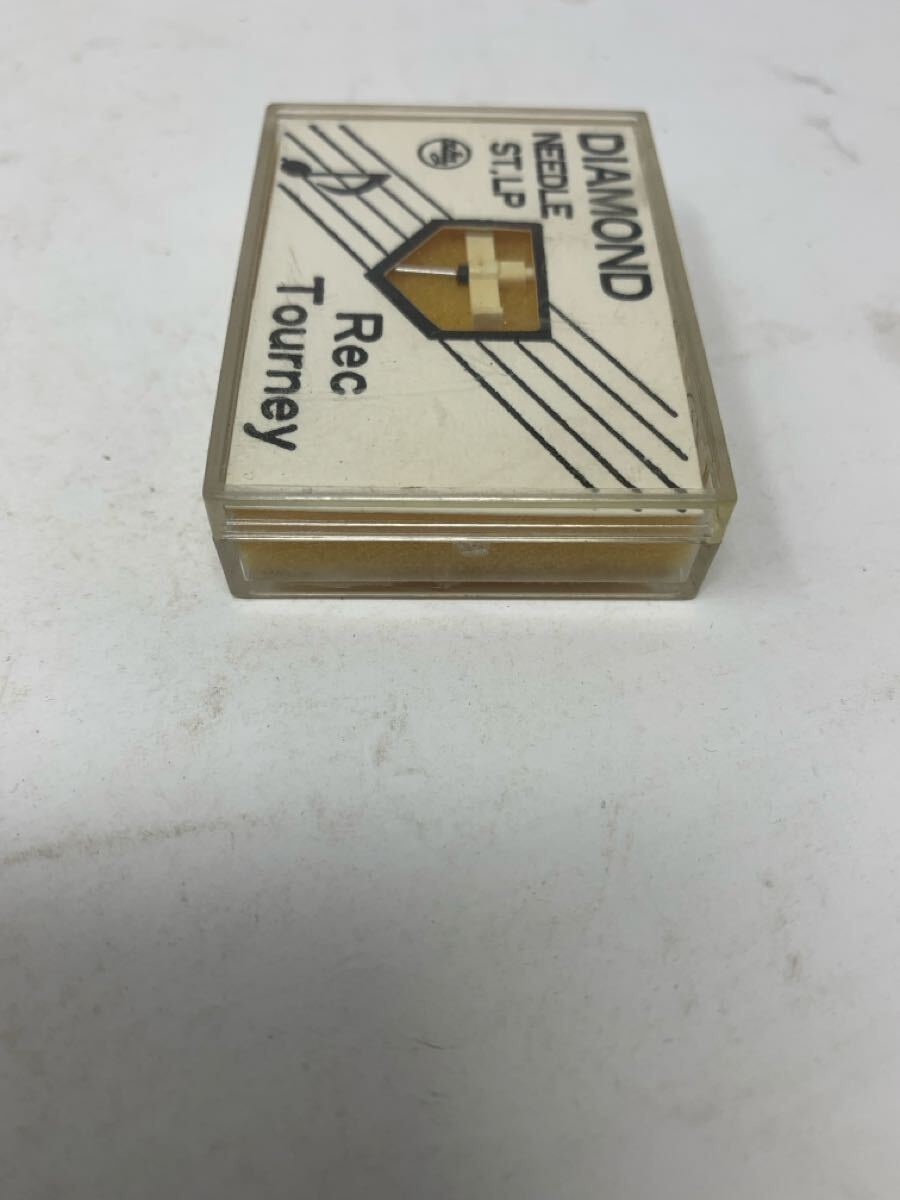 DIAMOND
NEEDLE
ST,LP
Rec
Tourney